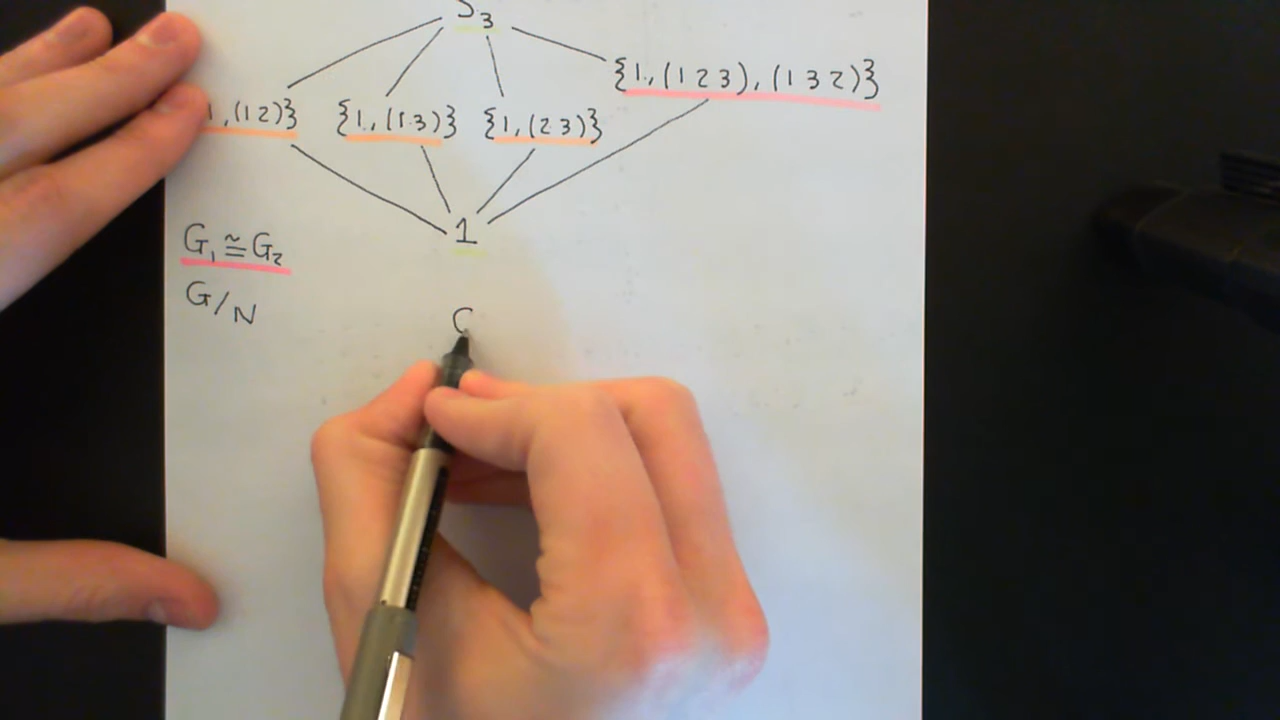 S₃
{1,(1 2 3),(1 3 2)}
1,(1 2)} {1,(1 3)} {1,(2 3)}
1
G₁ ≅ G₂
G/N
C